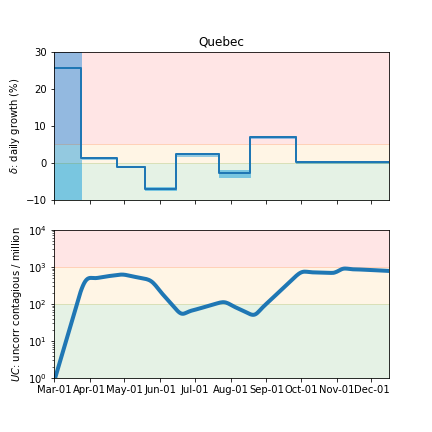 Quebec
30
20
10
0
−10
δ: daily growth (%)
10⁴
10³
10²
10¹
10⁰
UC: uncorr contagious / million
Mar-01 Apr-01 May-01 Jun-01 Jul-01 Aug-01 Sep-01 Oct-01 Nov-01 Dec-01